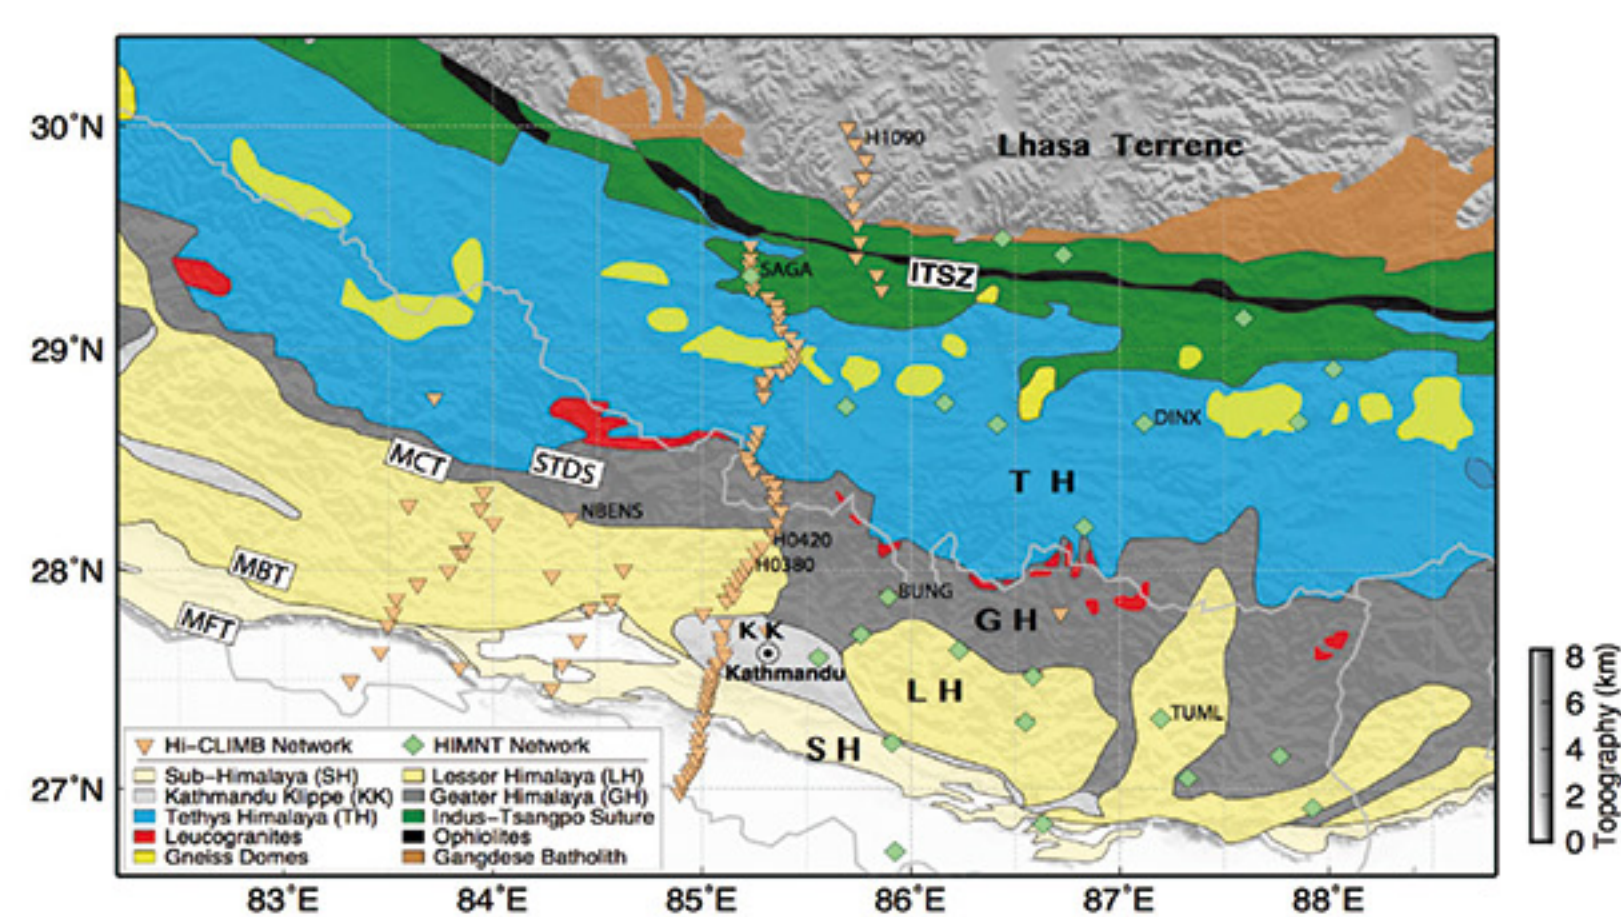 30°N
H1090
Lhasa Terrene
SAGA
ITSZ
29°N
DINX
MCT
STDS
T H
NBENS
H0420
28°N
MBT
H0380
BUNG
MFT
K K
G H
Kathmandu
L H
TUML
S H
27°N
Hi-CLIMB Network
HIMNT Network
Sub-Himalaya (SH)
Lesser Himalaya (LH)
Kathmandu Klippe (KK)
Geater Himalaya (GH)
Tethys Himalaya (TH)
Indus-Tsangpo Suture
Leucogranites
Ophiolites
Gneiss Domes
Gangdese Batholith
83°E
84°E
85°E
86°E
87°E
88°E
8
6
4
2
0
Topography (km)